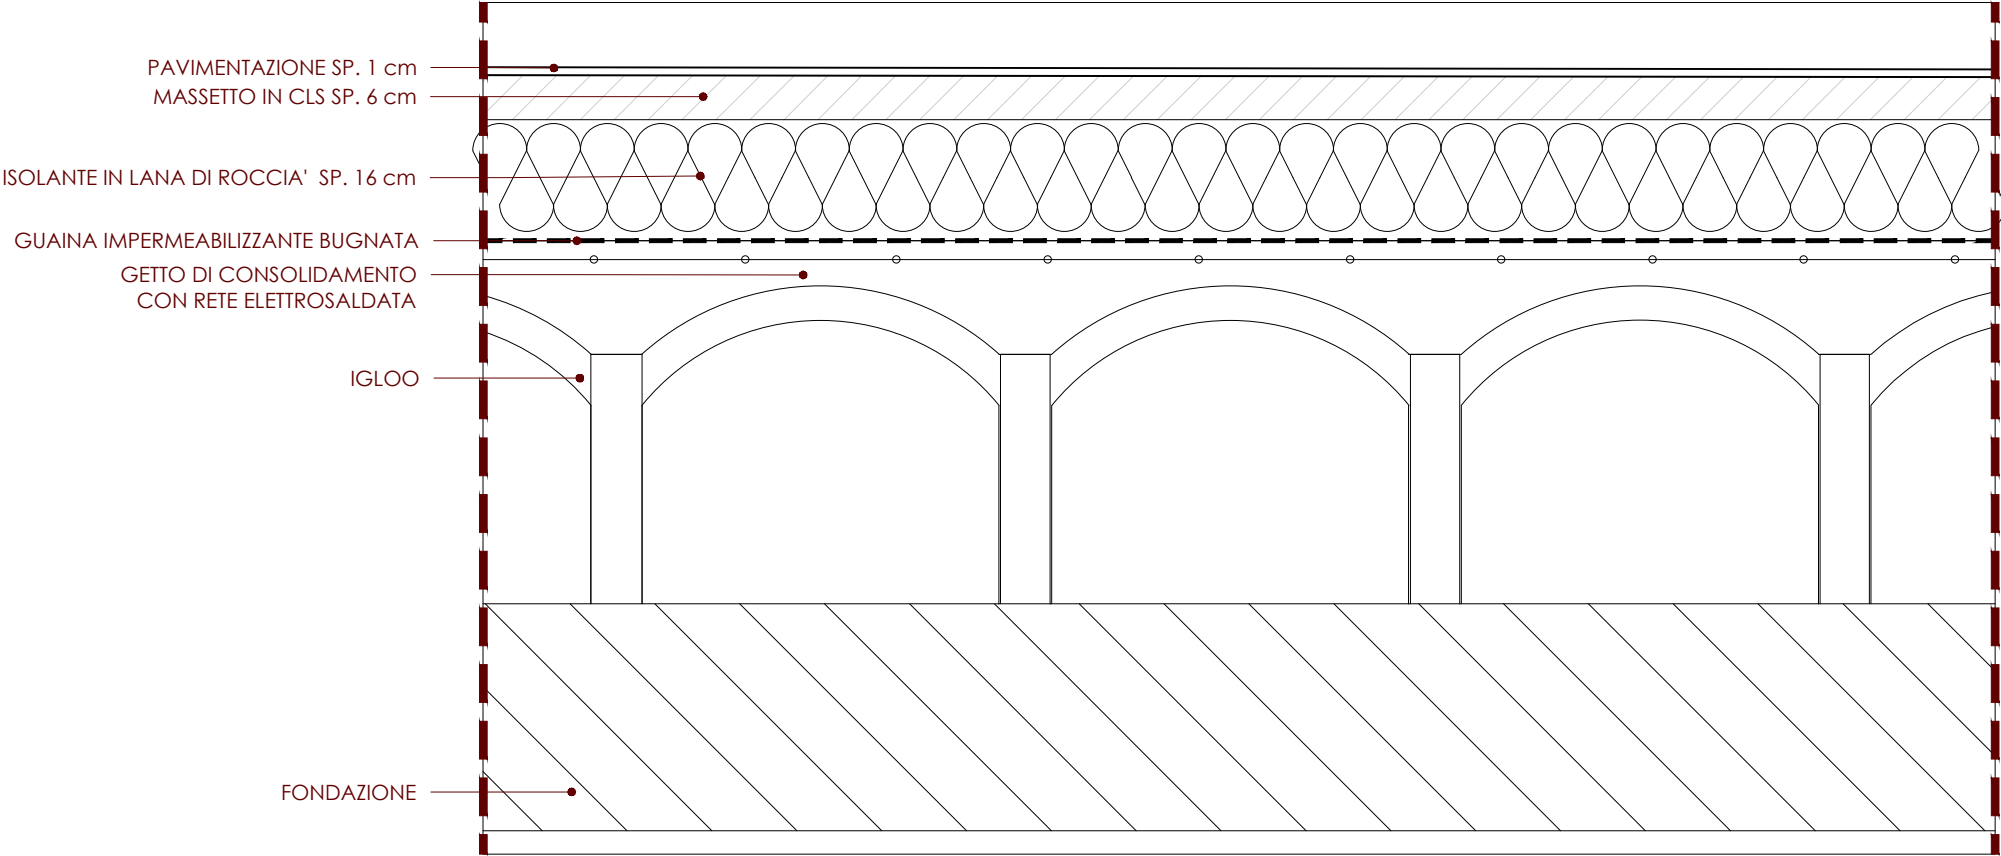 PAVIMENTAZIONE SP. 1 cm
MASSETTO IN CLS SP. 6 cm
ISOLANTE IN LANA DI ROCCIA' SP. 16 cm
GUAINA IMPERMEABILIZZANTE BUGNATA
GETTO DI CONSOLIDAMENTO
CON RETE ELETTROSALDATA
IGLOO
FONDAZIONE